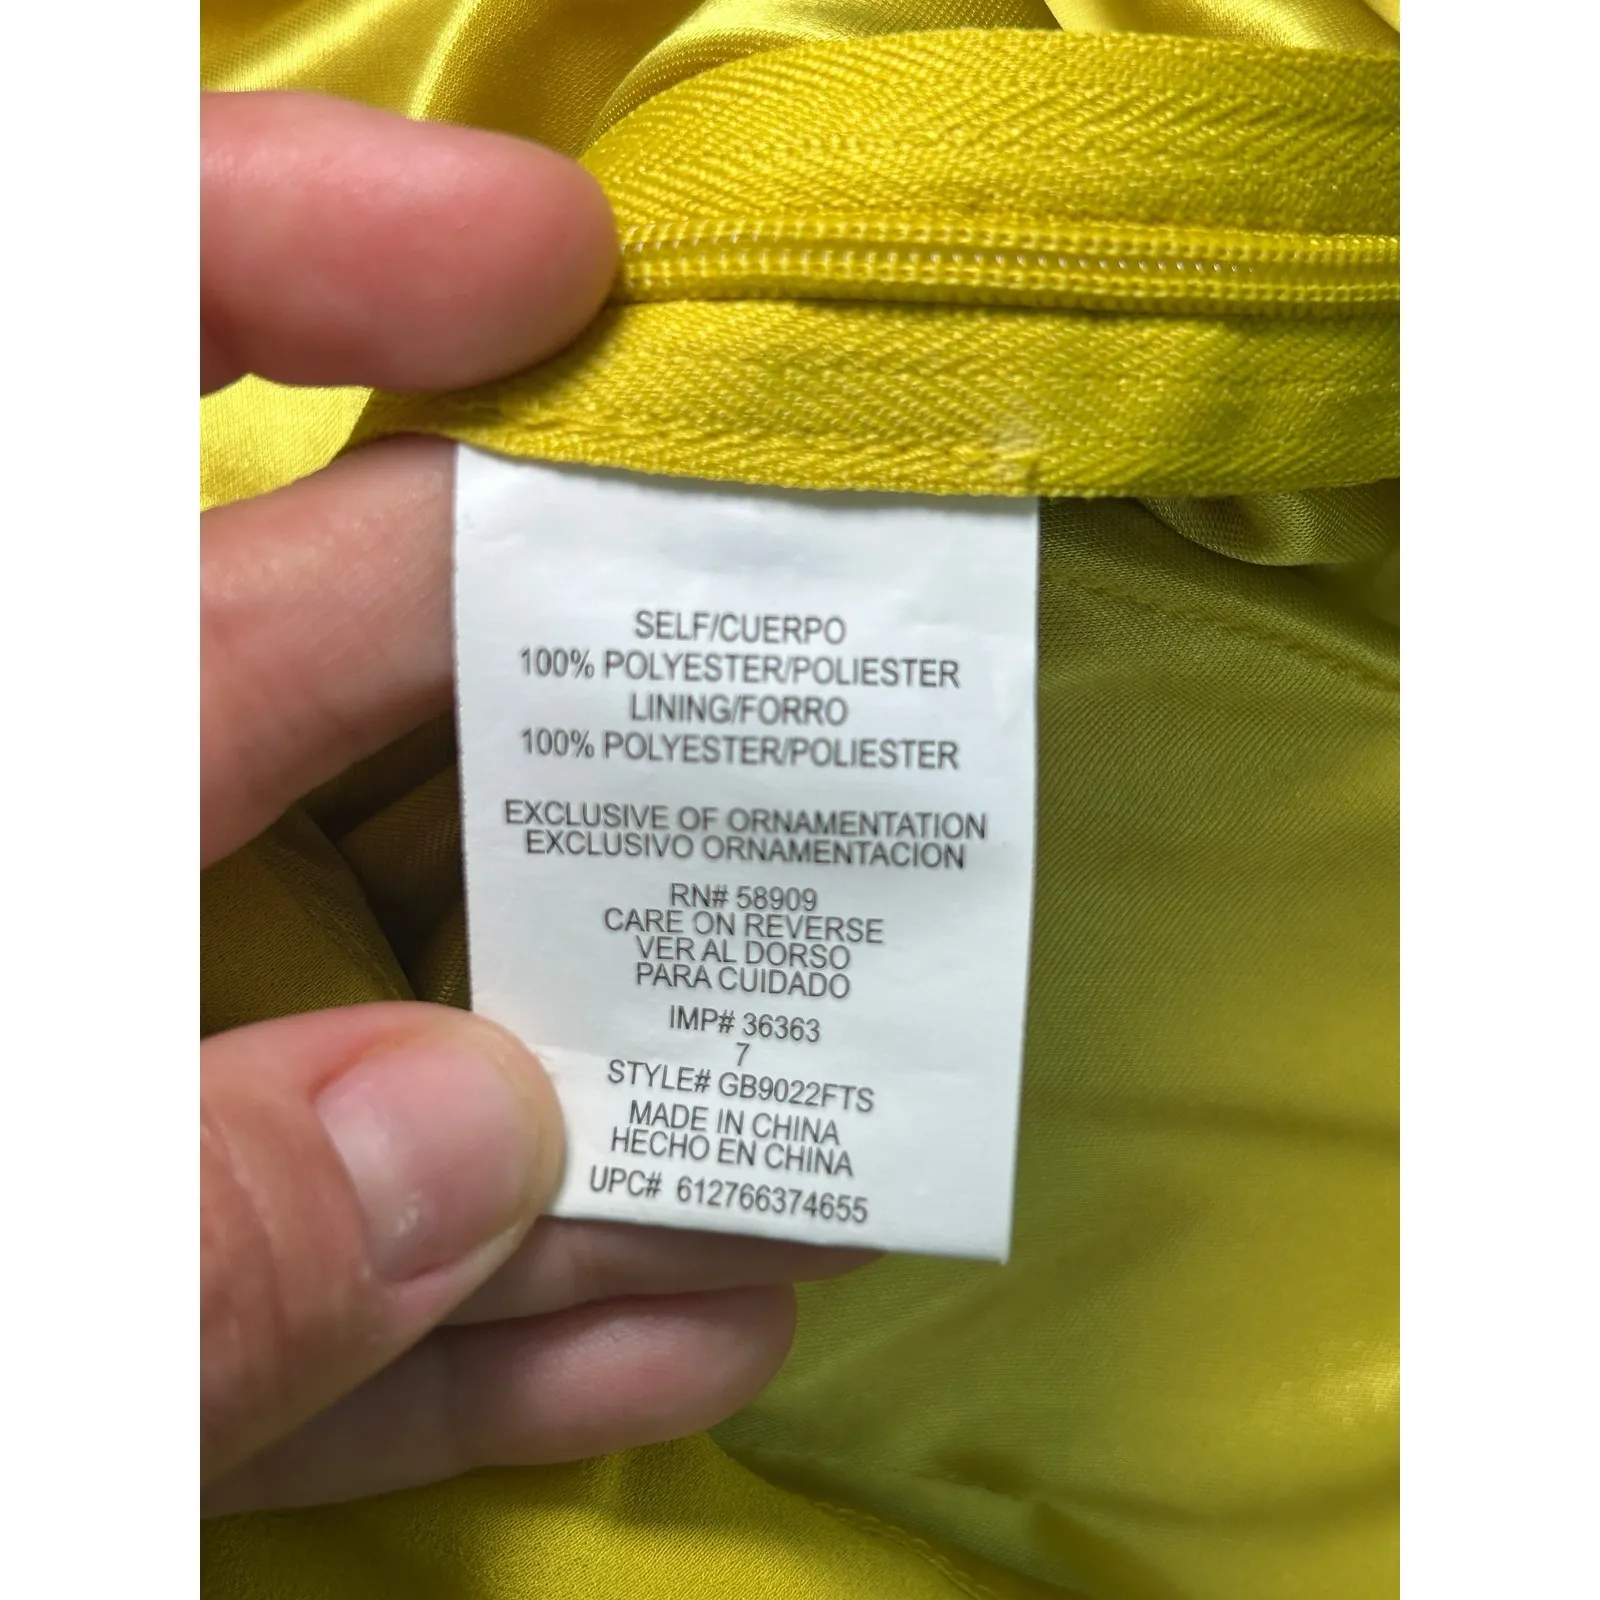 SELF/CUERPO
100% POLYESTER/POLIESTER
LINING/FORRO
100% POLYESTER/POLIESTER
EXCLUSIVE OF ORNAMENTATION
EXCLUSIVO ORNAMENTACION
RN# 58909
CARE ON REVERSE
VER AL DORSO
PARA CUIDADO
IMP# 36363
7
STYLE# GB9022FTS
MADE IN CHINA
HECHO EN CHINA
UPC# 612766374655